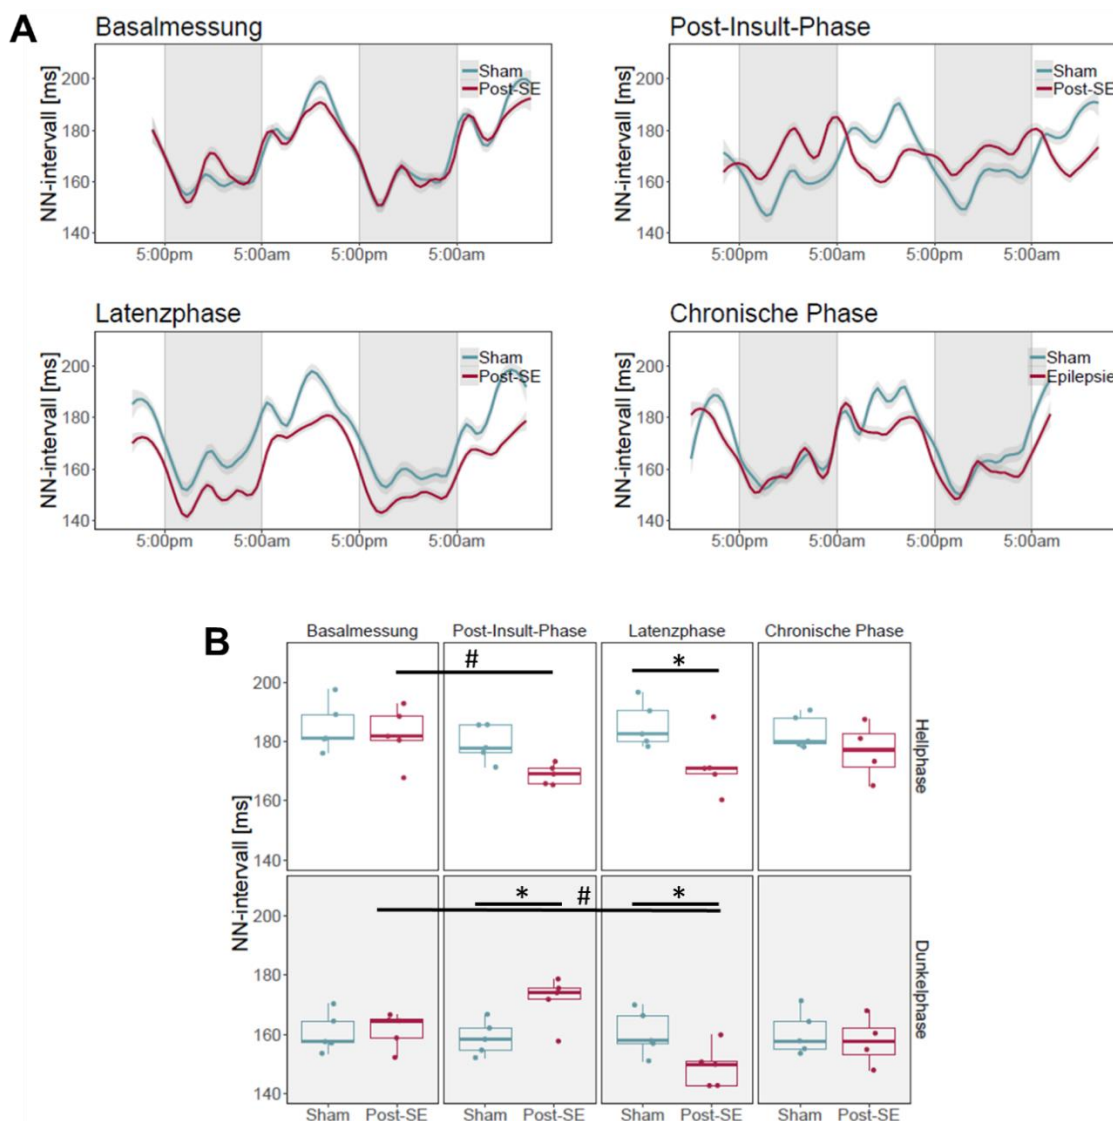 A
Basalmessung
NN-intervall [ms]
200
180
160
140
Sham
Post-SE
5:00pm 5:00am 5:00pm 5:00am
Post-Insult-Phase
NN-intervall [ms]
200
180
160
140
Sham
Post-SE
5:00pm 5:00am 5:00pm 5:00am
Latenzphase
NN-intervall [ms]
200
180
160
140
Sham
Post-SE
5:00pm 5:00am 5:00pm 5:00am
Chronische Phase
NN-intervall [ms]
200
180
160
140
Sham
Epilepsie
5:00pm 5:00am 5:00pm 5:00am
B
Basalmessung Post-Insult-Phase Latenzphase Chronische Phase
NN-intervall [ms]
# *
200
180
160
140
Hellphase
* # *
200
180
160
140
Dunkelphase
Sham Post-SE Sham Post-SE Sham Post-SE Sham Post-SE